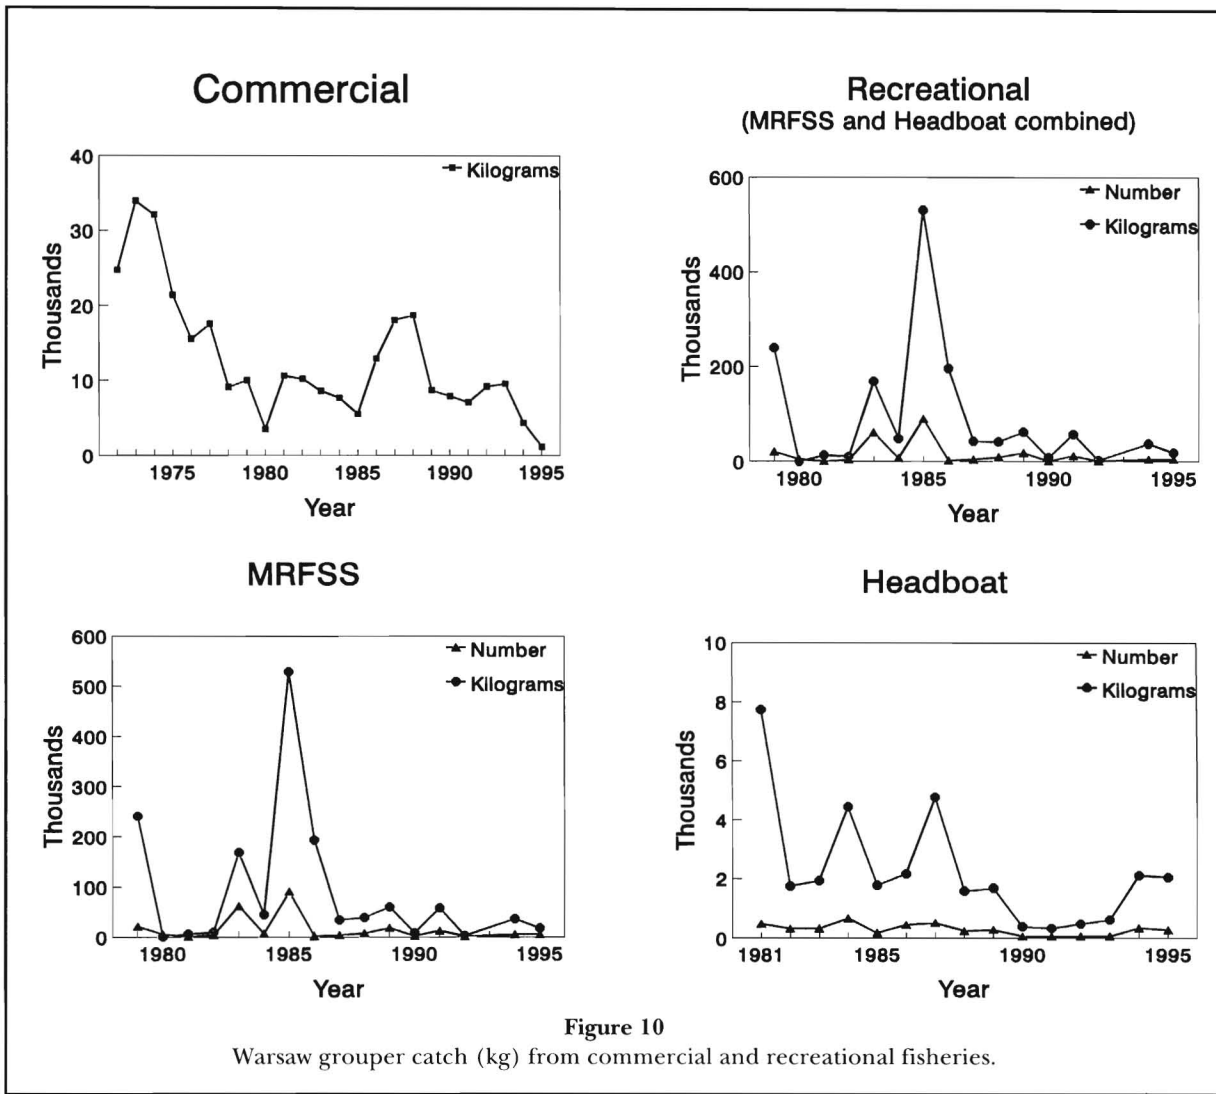 Commercial
40
30
20
10
0
Thousands
Kilograms
1975 1980 1985 1990 1995
Year
Recreational
(MRFSS and Headboat combined)
600
400
200
0
Thousands
Number
Kilograms
1980 1985 1990 1995
Year
MRFSS
600
500
400
300
200
100
0
Thousands
Number
Kilograms
1980 1985 1990 1995
Year
Headboat
10
8
6
4
2
0
Thousands
Number
Kilograms
1981 1985 1990 1995
Year
Figure 10
Warsaw grouper catch (kg) from commercial and recreational fisheries.